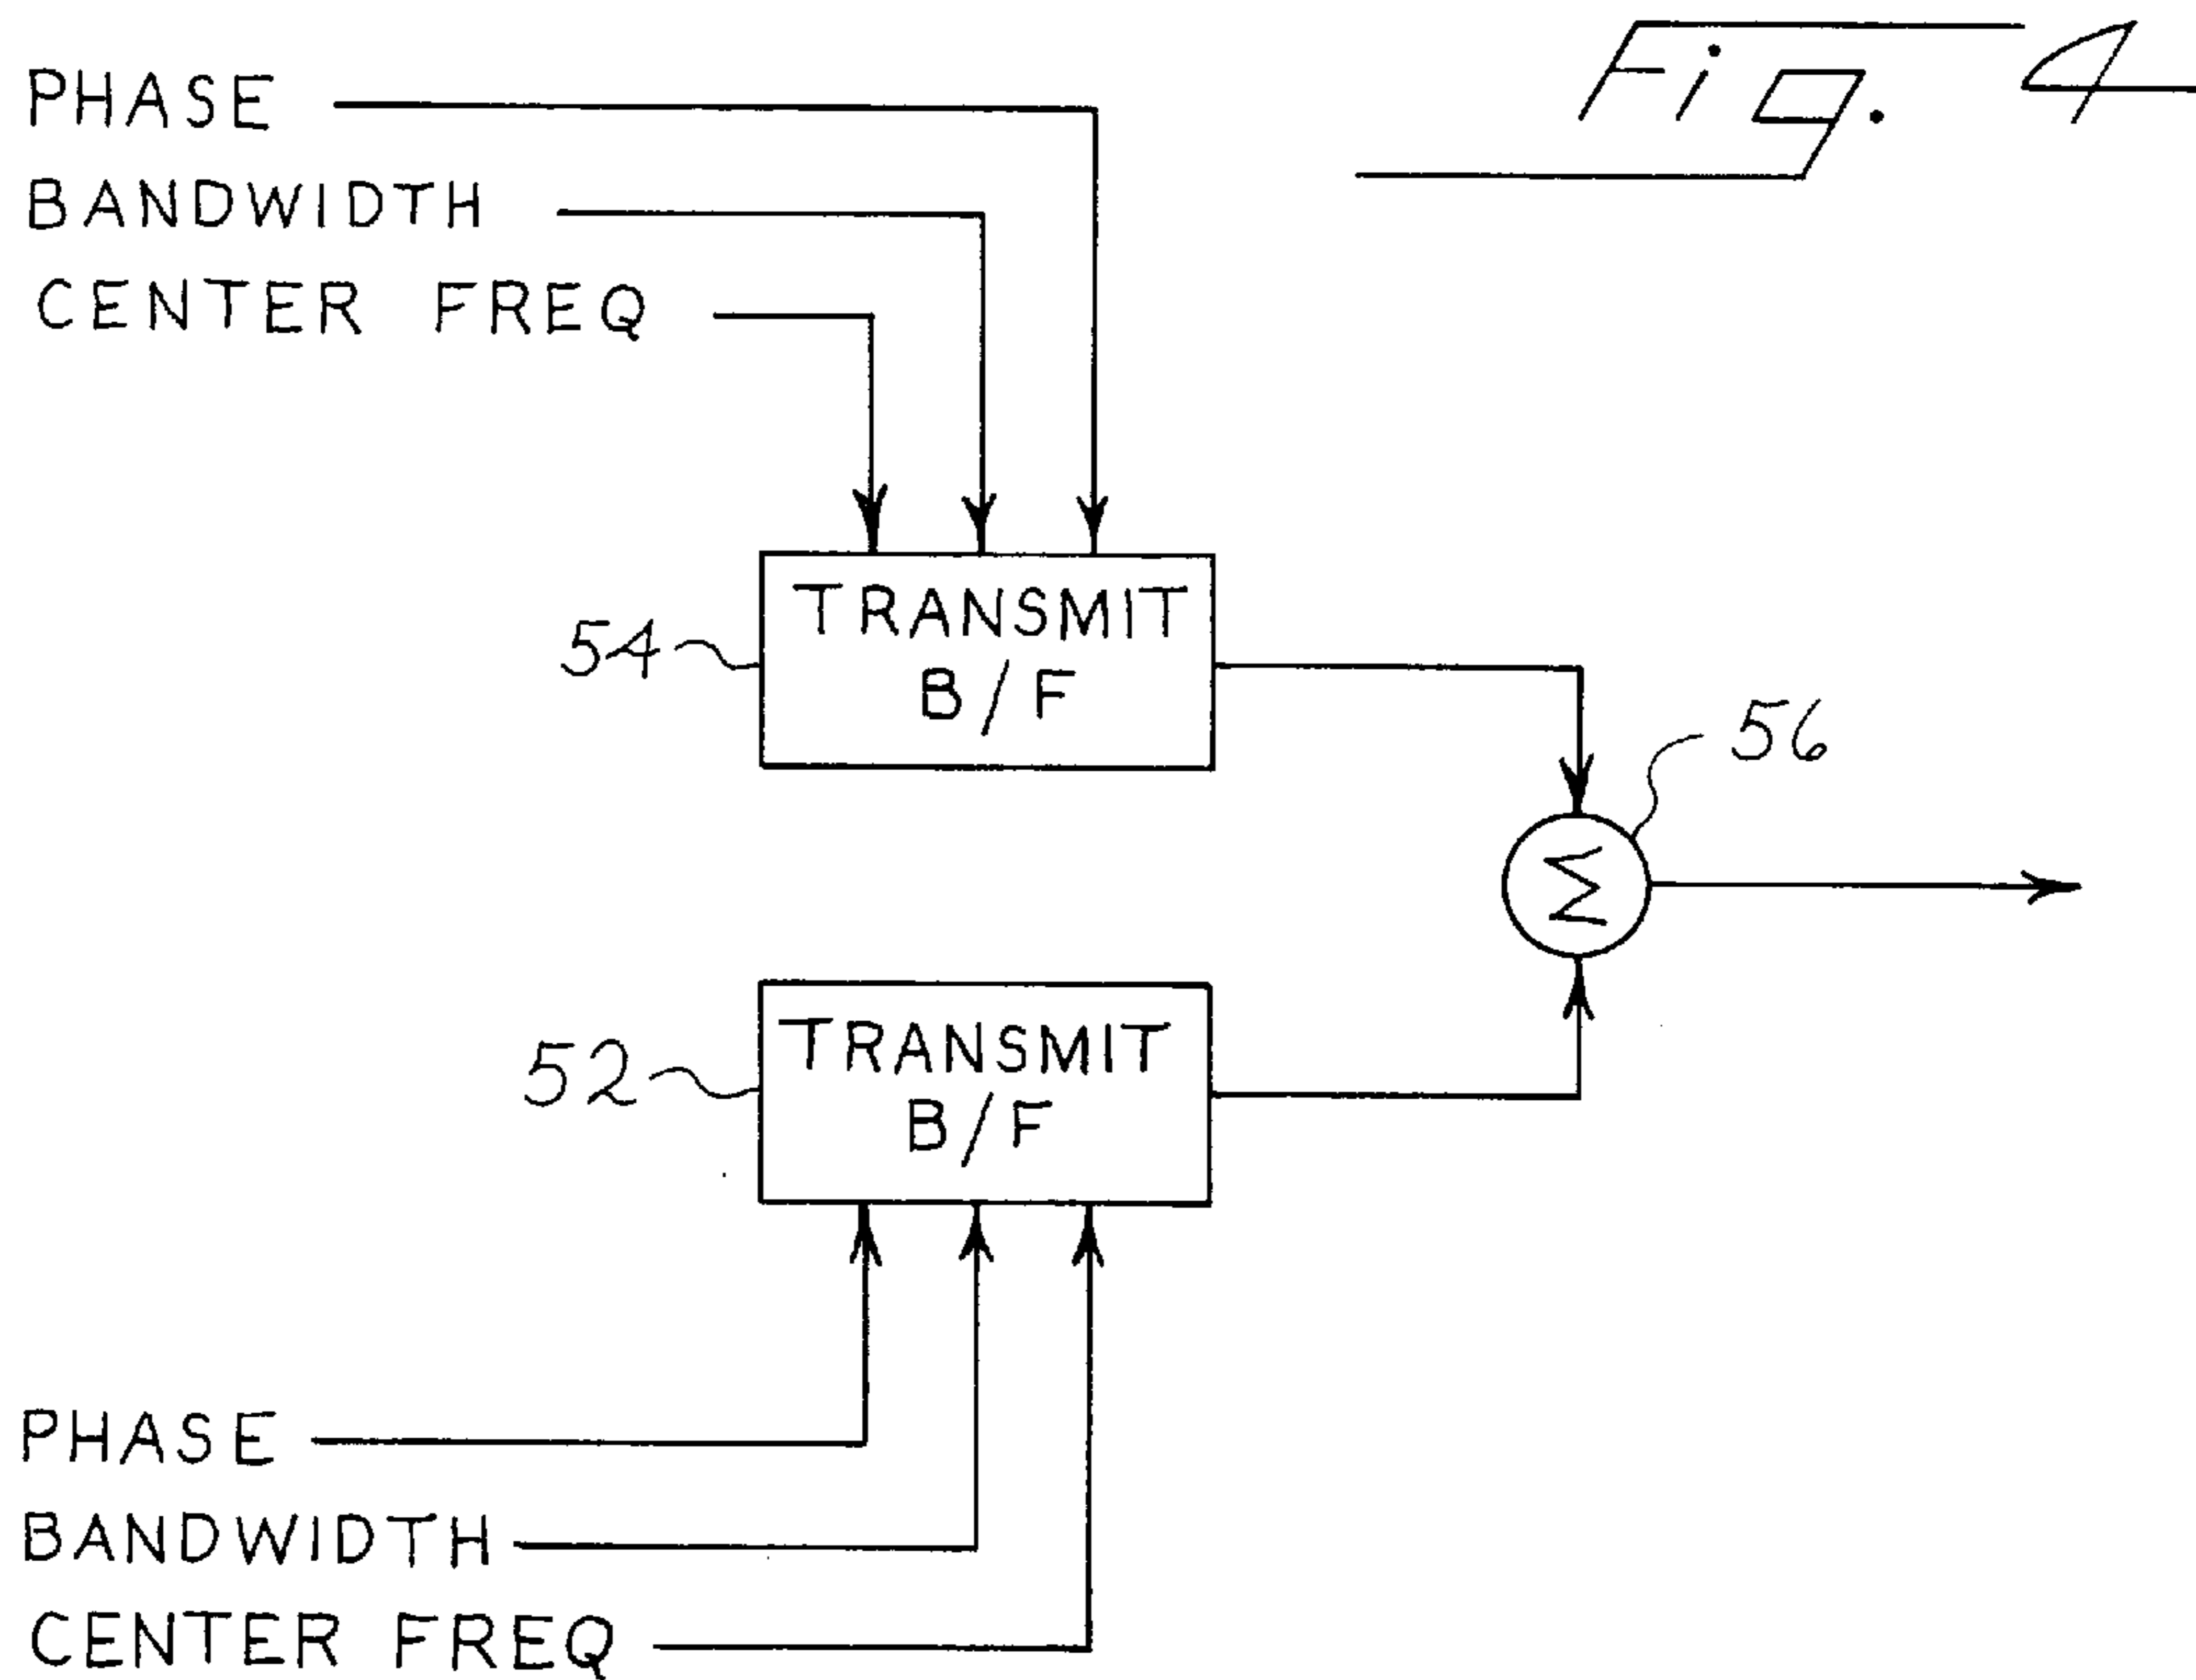 Fig. 4
PHASE
BANDWIDTH
CENTER FREQ
TRANSMIT
B/F
54
56
Σ
TRANSMIT
B/F
52
PHASE
BANDWIDTH
CENTER FREQ